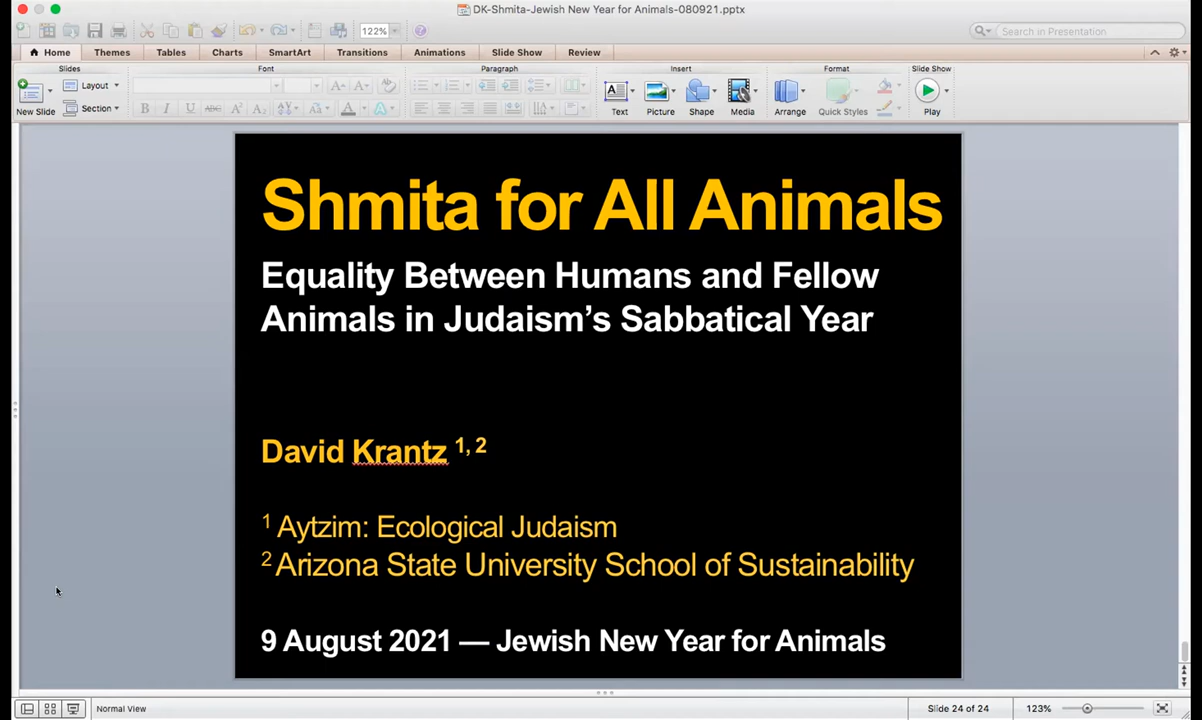 DK-Shmita-Jewish New Year for Animals-080921.pptx
122%
Search in Presentation
Home Themes Tables Charts SmartArt Transitions Animations Slide Show Review
Slides Font Paragraph Insert Format Slide Show
New Slide Layout Section
B I U ABC A² A₂ Aa A A
Text Picture Shape Media Arrange Quick Styles Play
Shmita for All Animals
Equality Between Humans and Fellow
Animals in Judaism’s Sabbatical Year
David Krantz 1, 2
1 Aytzim: Ecological Judaism
2 Arizona State University School of Sustainability
9 August 2021 — Jewish New Year for Animals
Normal View Slide 24 of 24 123%